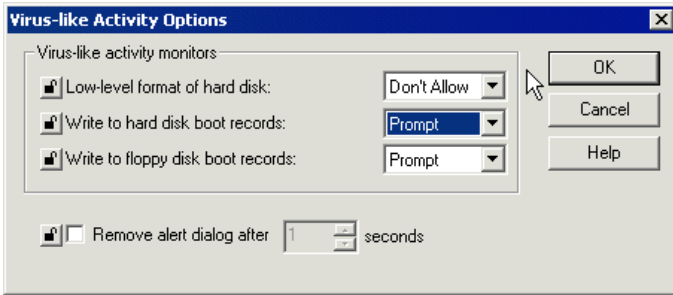 Virus-like Activity Options
Virus-like activity monitors
Low-level format of hard disk: Don't Allow
Write to hard disk boot records: Prompt
Write to floppy disk boot records: Prompt
Remove alert dialog after 1 seconds
OK
Cancel
Help